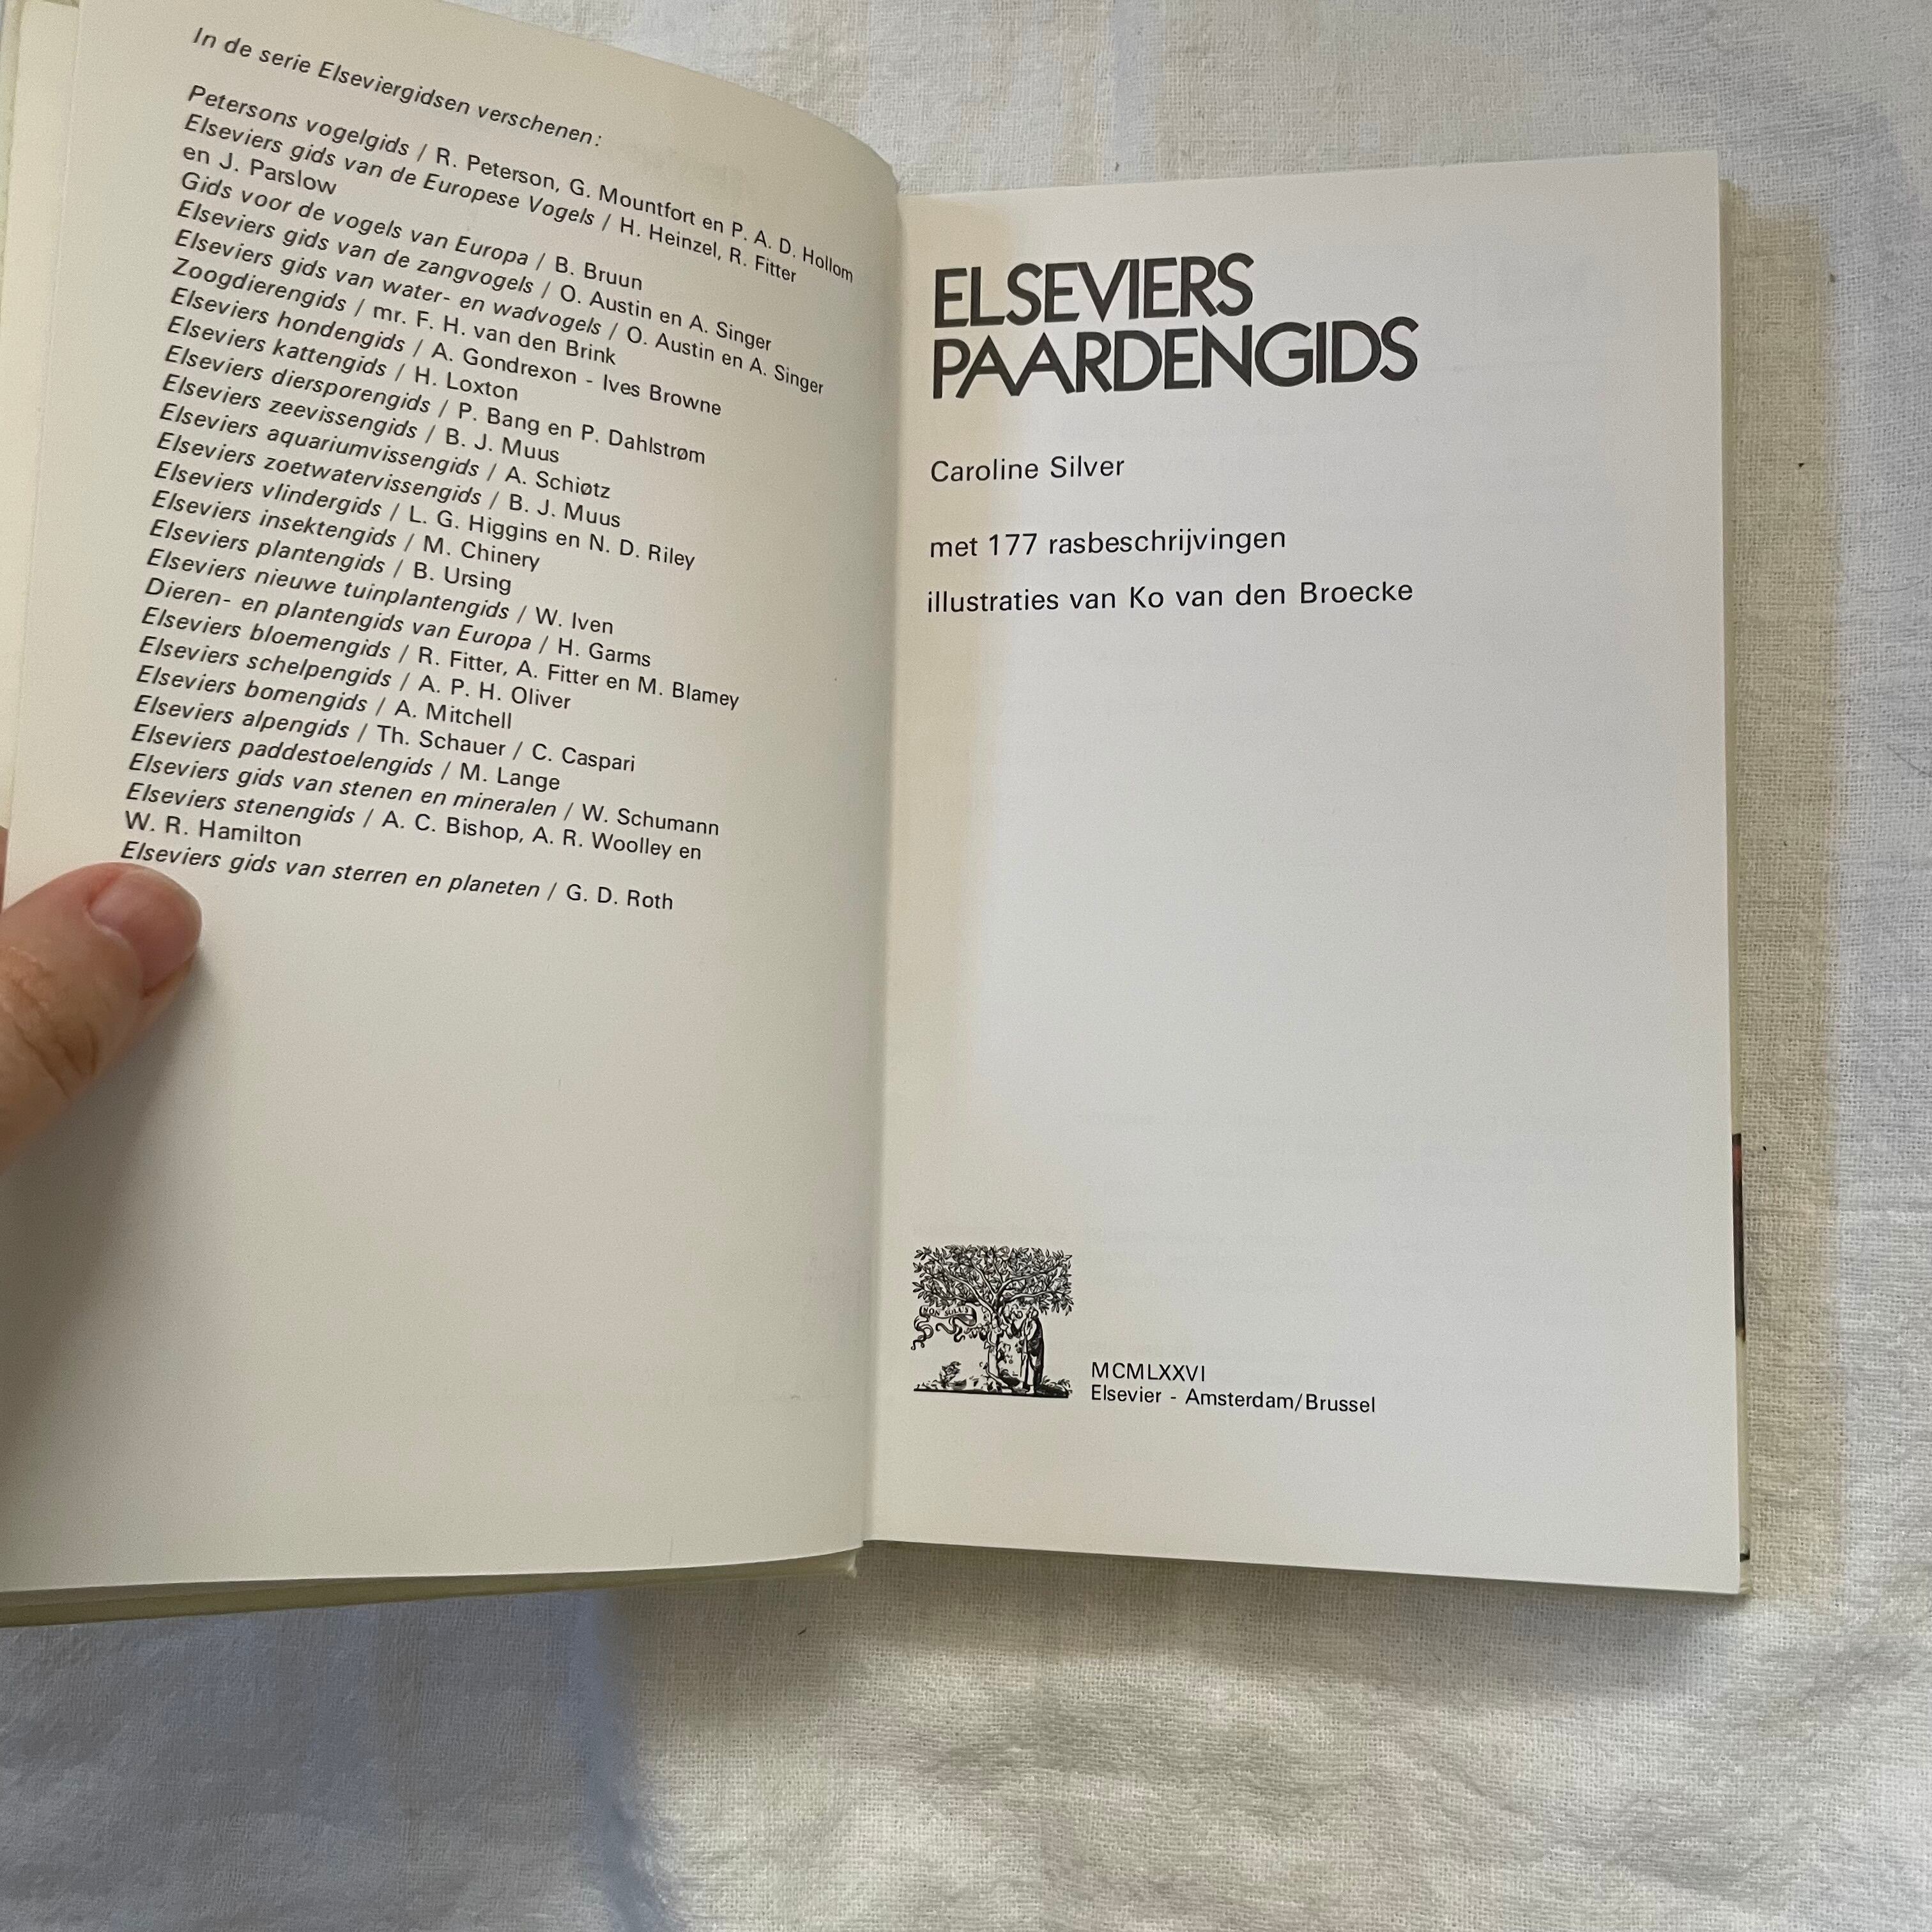 In de serie Elseviergidsen verschenen:
Petersons vogelgids / R. Peterson, G. Mountfort en P. A. D. Hollom
Elseviers gids van de Europese Vogels / H. Heinzel, R. Fitter
en J. Parslow
Gids voor de vogels van Europa / B. Bruun
Elseviers gids van de zangvogels / O. Austin en A. Singer
Elseviers gids van water- en wadvogels / O. Austin en A. Singer
Zoogdierengids / mr. F. H. van den Brink
Elseviers hondengids / A. Gondrexon - Ives Browne
Elseviers kattengids / H. Loxton
Elseviers diersporengids / P. Bang en P. Dahlstrøm
Elseviers zeevissengids / B. J. Muus
Elseviers aquariumvissengids / A. Schiøtz
Elseviers zoetwatervissengids / B. J. Muus
Elseviers vlindergids / L. G. Higgins en N. D. Riley
Elseviers insektengids / M. Chinery
Elseviers plantengids / B. Ursing
Elseviers nieuwe tuinplantengids / W. Iven
Dieren- en plantengids van Europa / H. Garms
Elseviers bloemengids / R. Fitter, A. Fitter en M. Blamey
Elseviers schelpengids / A. P. H. Oliver
Elseviers bomengids / A. Mitchell
Elseviers alpengids / Th. Schauer / C. Caspari
Elseviers paddestoelengids / M. Lange
Elseviers gids van stenen en mineralen / W. Schumann
Elseviers stenengids / A. C. Bishop, A. R. Woolley en
W. R. Hamilton
Elseviers gids van sterren en planeten / G. D. Roth
ELSEVIERS
PAARDENGIDS
Caroline Silver
met 177 rasbeschrijvingen
illustraties van Ko van den Broecke
NON SOLUS
MCMLXXVI
Elsevier - Amsterdam/Brussel